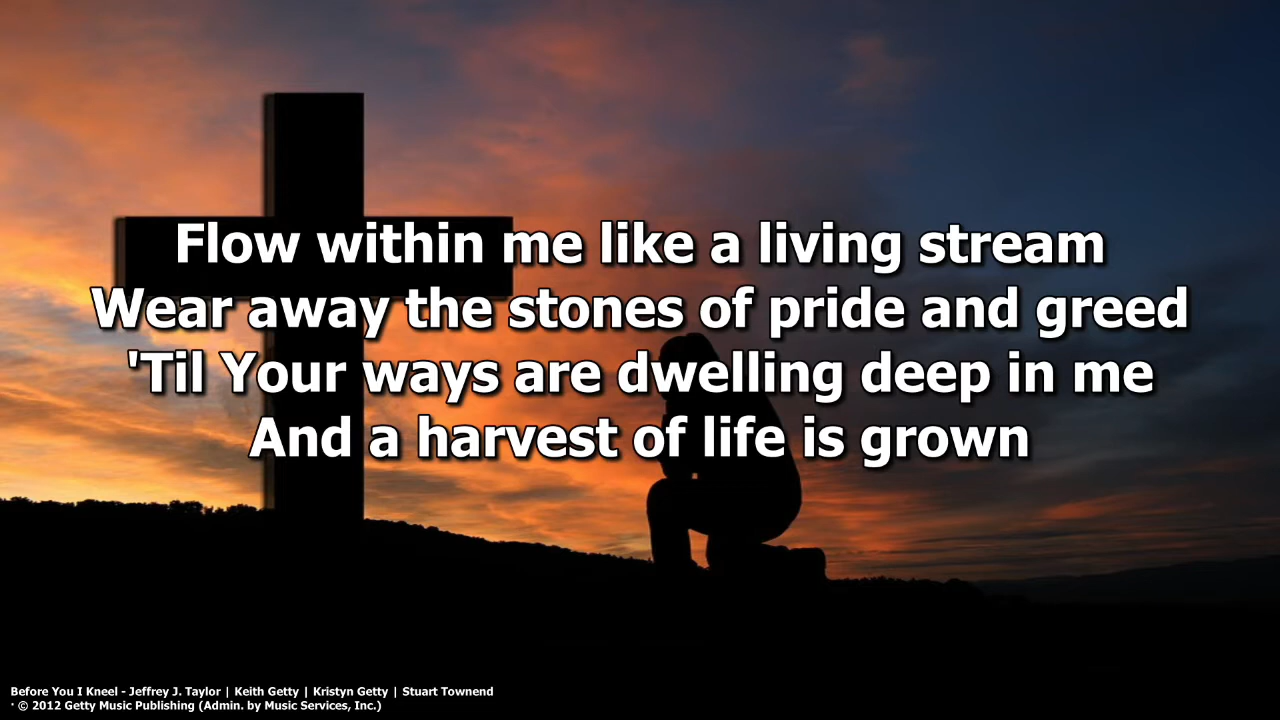 Flow within me like a living stream
Wear away the stones of pride and greed
'Til Your ways are dwelling deep in me
And a harvest of life is grown
Before You I Kneel - Jeffrey J. Taylor | Keith Getty | Kristyn Getty | Stuart Townend
· © 2012 Getty Music Publishing (Admin. by Music Services, Inc.)